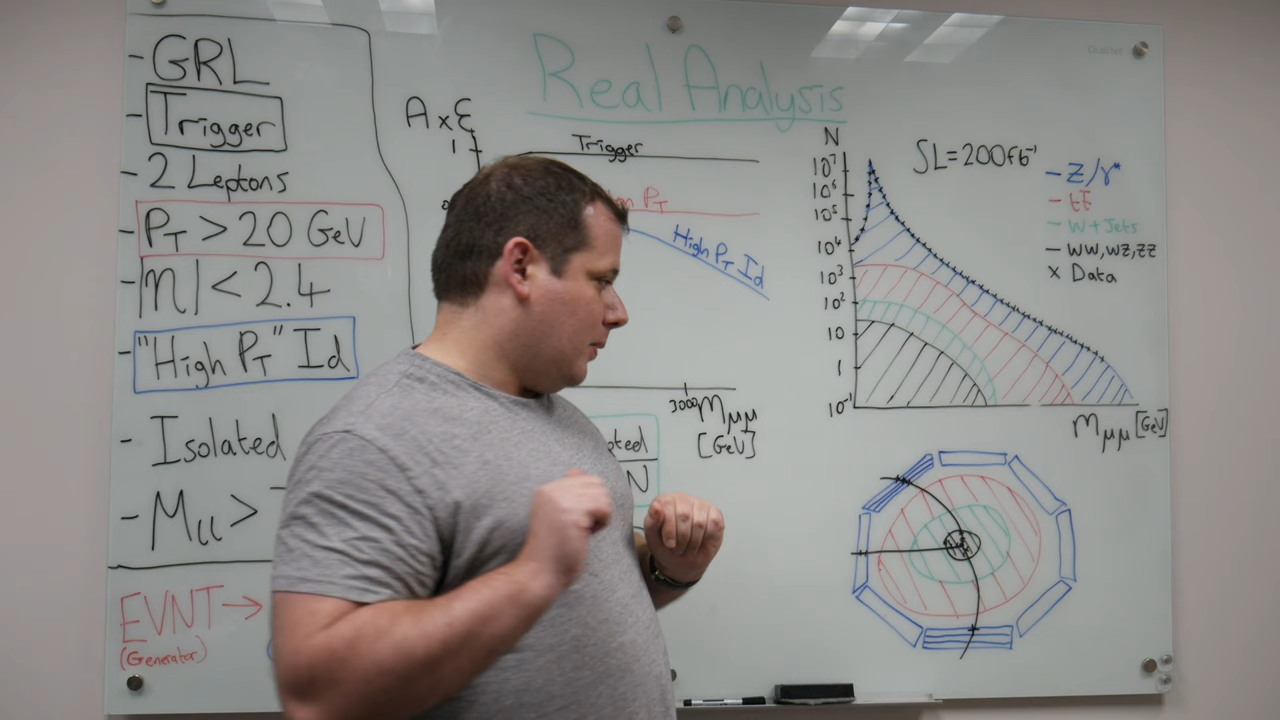 Real Analysis
- GRL
- Trigger
- 2 Leptons
- PT > 20 GeV
- |η| < 2.4
- "High PT" Id
- Isolated
- Mll >
EVNT →
(Generator)
A x ε
1
Trigger
PT
High PT Id
3000
mμμ
[GeV]
N
N
10⁷
10⁶
10⁵
10⁴
10³
10²
10
1
10⁻¹
SL=200fb⁻¹
- Z/γ*
- tt̄
- W+Jets
- WW,WZ,ZZ
x Data
mμμ [GeV]